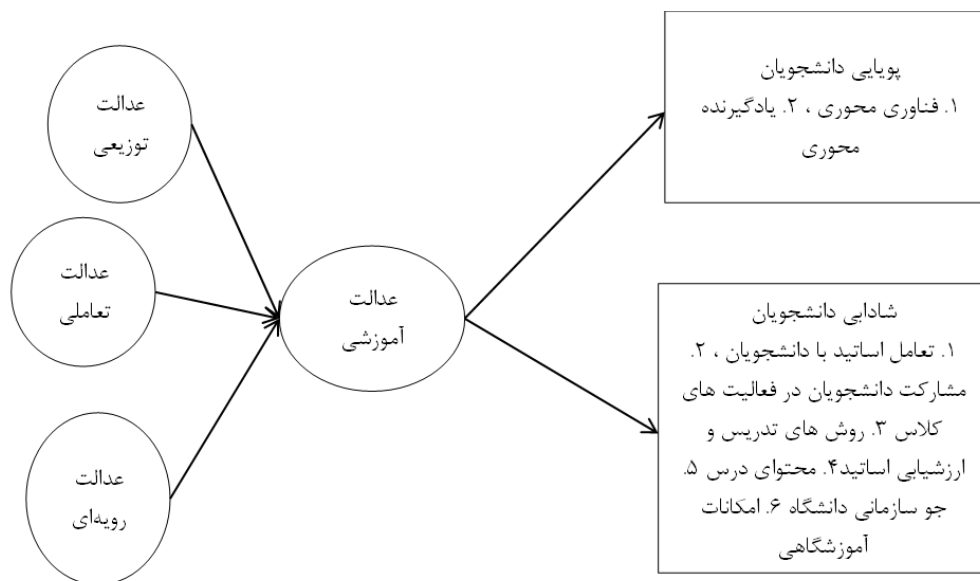 عدالت
توزیعی
عدالت
تعاملی
عدالت
رویه‌ای
عدالت
آموزشی
پویایی دانشجویان
۱. فناوری محوری ، ۲. یادگیرنده
محوری
شادابی دانشجویان
۱. تعامل اساتید با دانشجویان ، ۲.
مشارکت دانشجویان در فعالیت های
کلاس ۳. روش های تدریس و
ارزشیابی اساتید۴. محتوای درس ۵.
جو سازمانی دانشگاه ۶. امکانات
آموزشگاهی